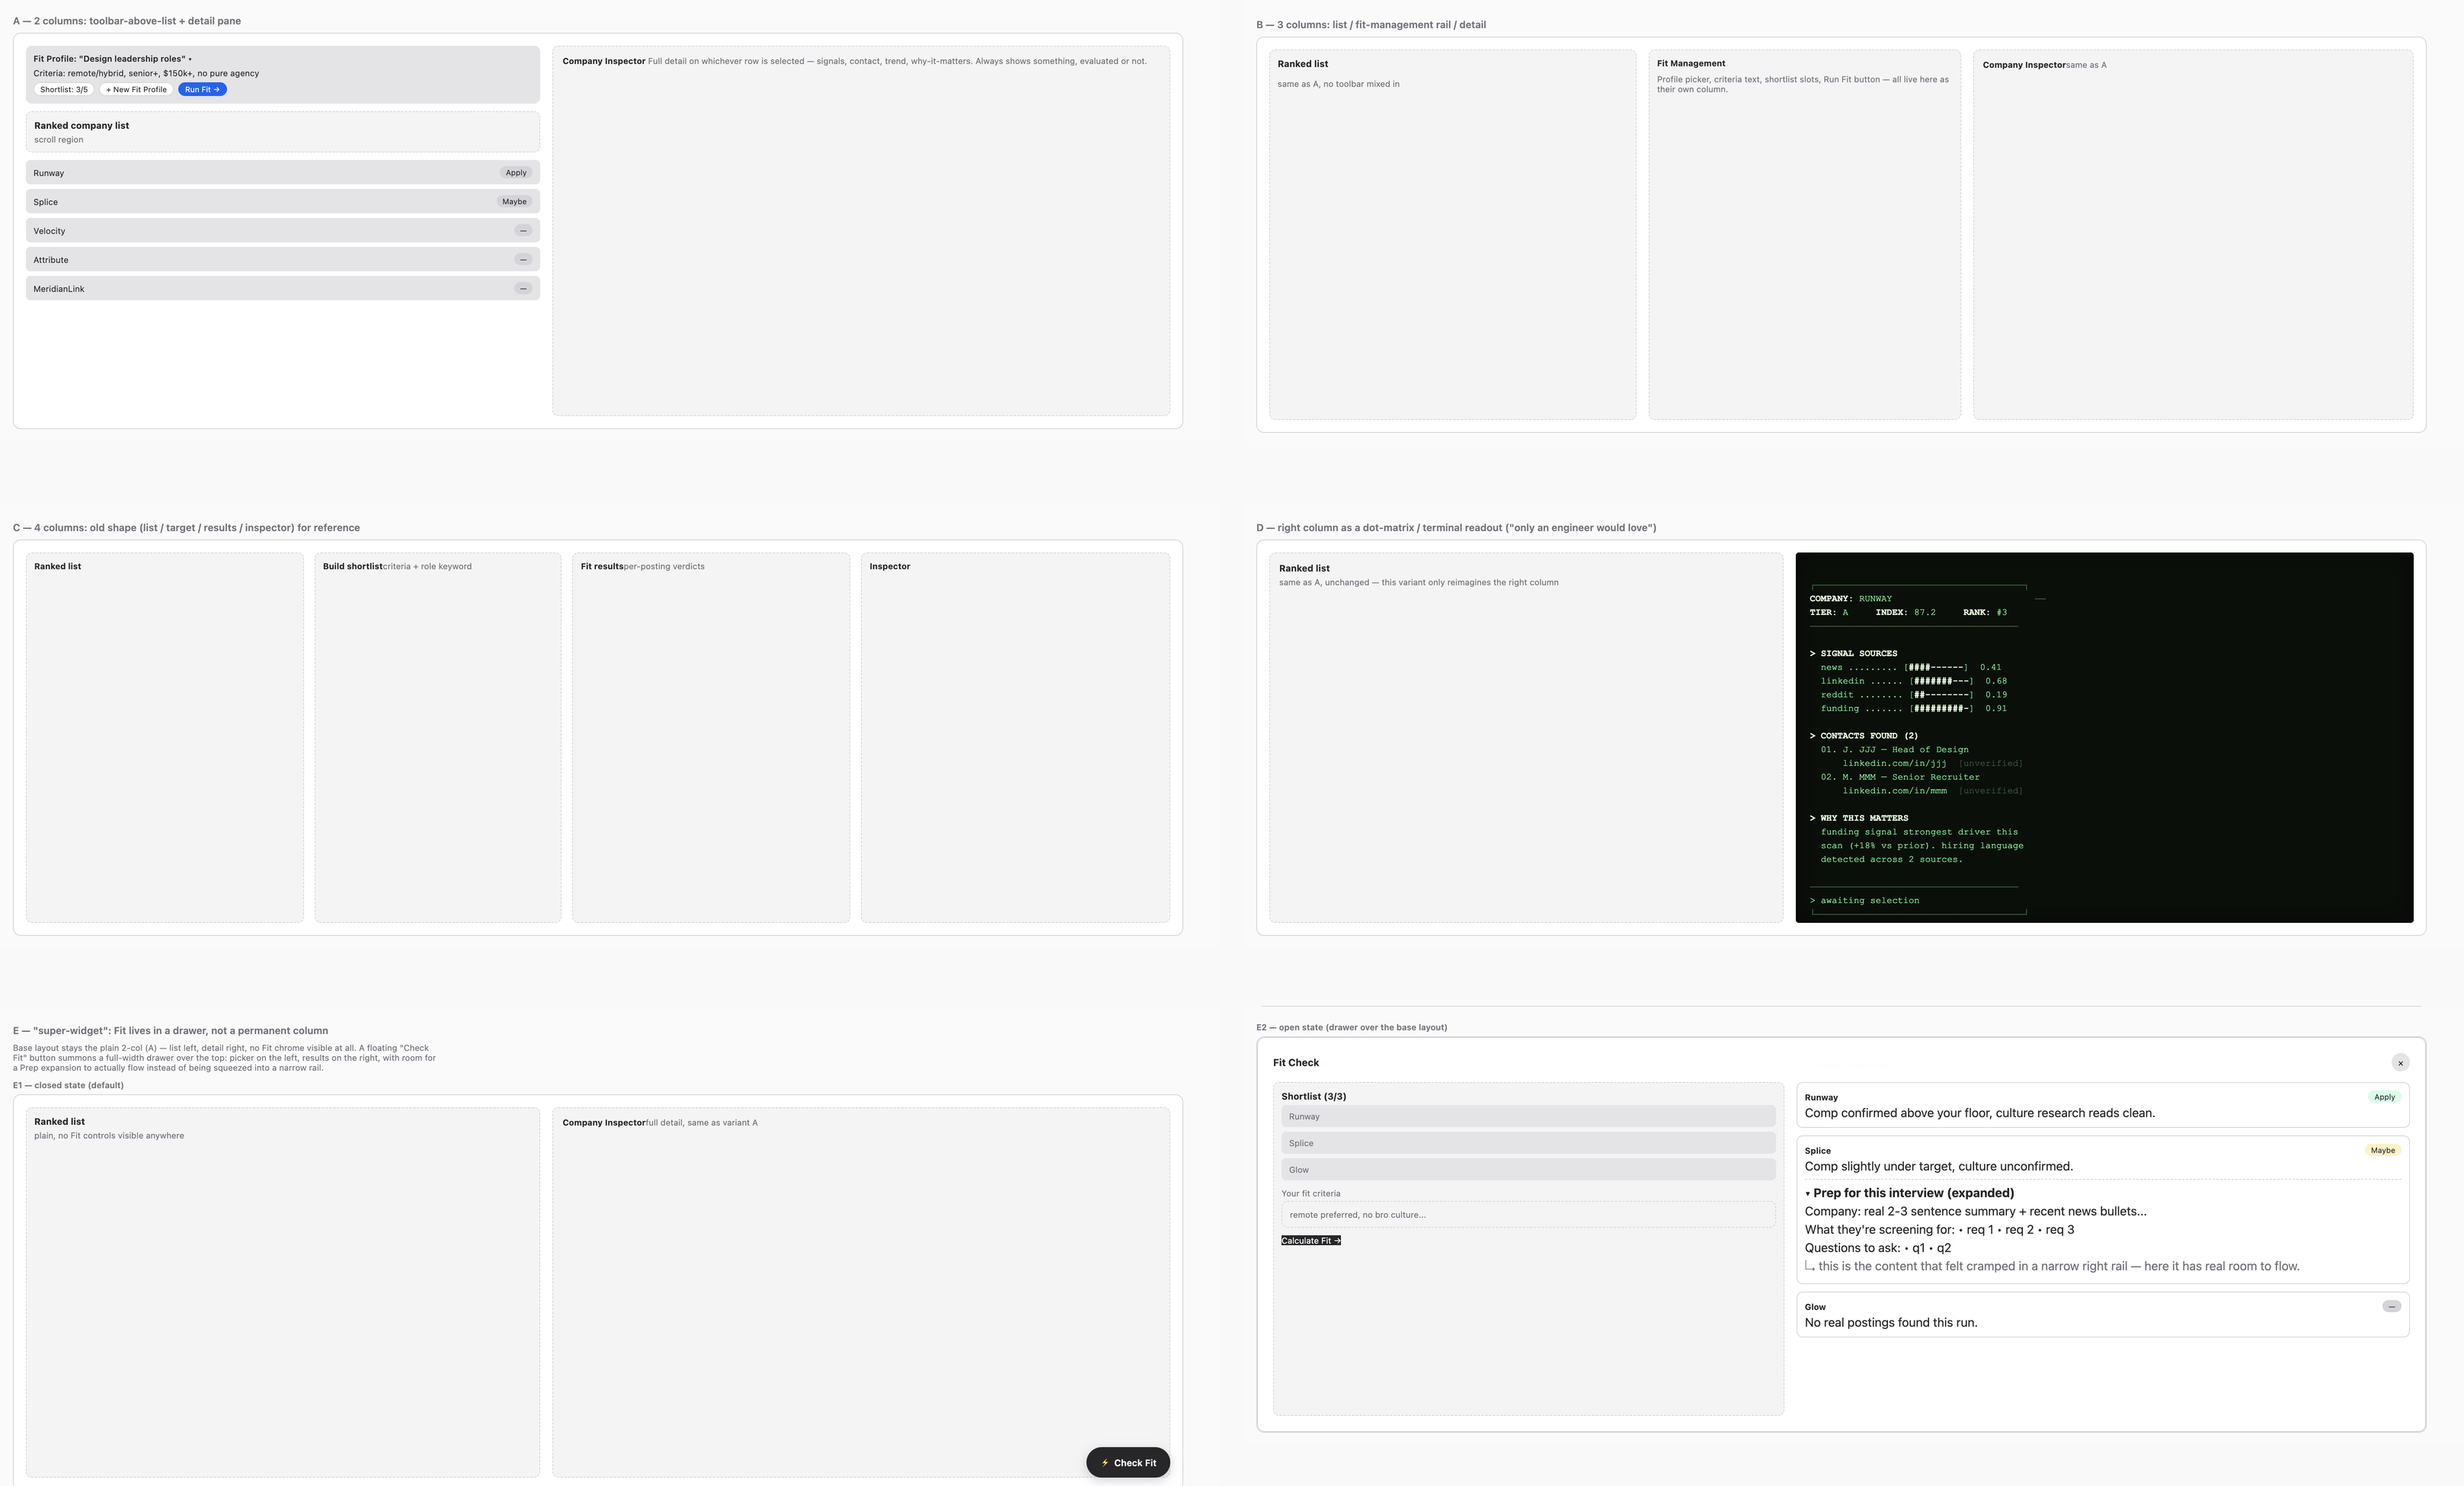 A — 2 columns: toolbar-above-list + detail pane
Fit Profile: "Design leadership roles" •
Criteria: remote/hybrid, senior+, $150k+, no pure agency
Shortlist: 3/5
+ New Fit Profile
Run Fit →
Ranked company list
scroll region
Runway
Apply
Splice
Maybe
Velocity
—
Attribute
—
MeridianLink
—
Company Inspector Full detail on whichever row is selected — signals, contact, trend, why-it-matters. Always shows something, evaluated or not.
B — 3 columns: list / fit-management rail / detail
Ranked list
same as A, no toolbar mixed in
Fit Management
Profile picker, criteria text, shortlist slots, Run Fit button — all live here as
their own column.
Company Inspectorsame as A
C — 4 columns: old shape (list / target / results / inspector) for reference
Ranked list
Build shortlistcriteria + role keyword
Fit resultsper-posting verdicts
Inspector
D — right column as a dot-matrix / terminal readout ("only an engineer would love")
Ranked list
same as A, unchanged — this variant only reimagines the right column
COMPANY: RUNWAY
TIER: A INDEX: 87.2 RANK: #3
> SIGNAL SOURCES
news ......... [####------] 0.41
linkedin ...... [#######---] 0.68
reddit ........ [##--------] 0.19
funding ....... [#########-] 0.91
> CONTACTS FOUND (2)
01. J. JJJ — Head of Design
linkedin.com/in/jjj [unverified]
02. M. MMM — Senior Recruiter
linkedin.com/in/mmm [unverified]
> WHY THIS MATTERS
funding signal strongest driver this
scan (+18% vs prior). hiring language
detected across 2 sources.
> awaiting selection
E — "super-widget": Fit lives in a drawer, not a permanent column
Base layout stays the plain 2-col (A) — list left, detail right, no Fit chrome visible at all. A floating "Check
Fit" button summons a full-width drawer over the top: picker on the left, results on the right, with room for
a Prep expansion to actually flow instead of being squeezed into a narrow rail.
E1 — closed state (default)
Ranked list
plain, no Fit controls visible anywhere
Company Inspectorfull detail, same as variant A
⚡ Check Fit
E2 — open state (drawer over the base layout)
Fit Check
×
Shortlist (3/3)
Runway
Splice
Glow
Your fit criteria
remote preferred, no bro culture...
Calculate Fit →
Runway
Apply
Comp confirmed above your floor, culture research reads clean.
Splice
Maybe
Comp slightly under target, culture unconfirmed.
▾ Prep for this interview (expanded)
Company: real 2-3 sentence summary + recent news bullets...
What they're screening for: • req 1 • req 2 • req 3
Questions to ask: • q1 • q2
↳ this is the content that felt cramped in a narrow right rail — here it has real room to flow.
Glow
—
No real postings found this run.